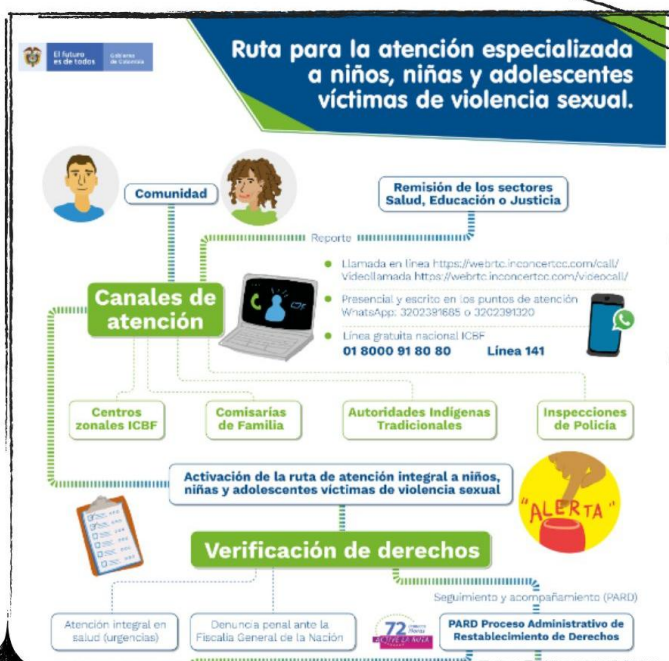 El futuro
es de todos
Gobierno
de Colombia
Ruta para la atención especializada
a niños, niñas y adolescentes
víctimas de violencia sexual.
Comunidad
Remisión de los sectores
Salud, Educación o Justicia
Reporte
Llamada en línea https://webrtc.inconcertcc.com/call/
Videollamada https://webrtc.inconcertcc.com/videocall/
Canales de
atención
Presencial y escrito en los puntos de atención
WhatsApp: 3202391685 o 3202391320
Línea gratuita nacional ICBF
01 8000 91 80 80 Línea 141
Centros
zonales ICBF
Comisarías
de Familia
Autoridades Indígenas
Tradicionales
Inspecciones
de Policía
Activación de la ruta de atención integral a niños,
niñas y adolescentes víctimas de violencia sexual
"ALERTA"
Verificación de derechos
Seguimiento y acompañamiento (PARD)
Atención integral en
salud (urgencias)
Denuncia penal ante la
Fiscalía General de la Nación
72 Horas
ACTIVE LA RUTA
PARD Proceso Administrativo de
Restablecimiento de Derechos